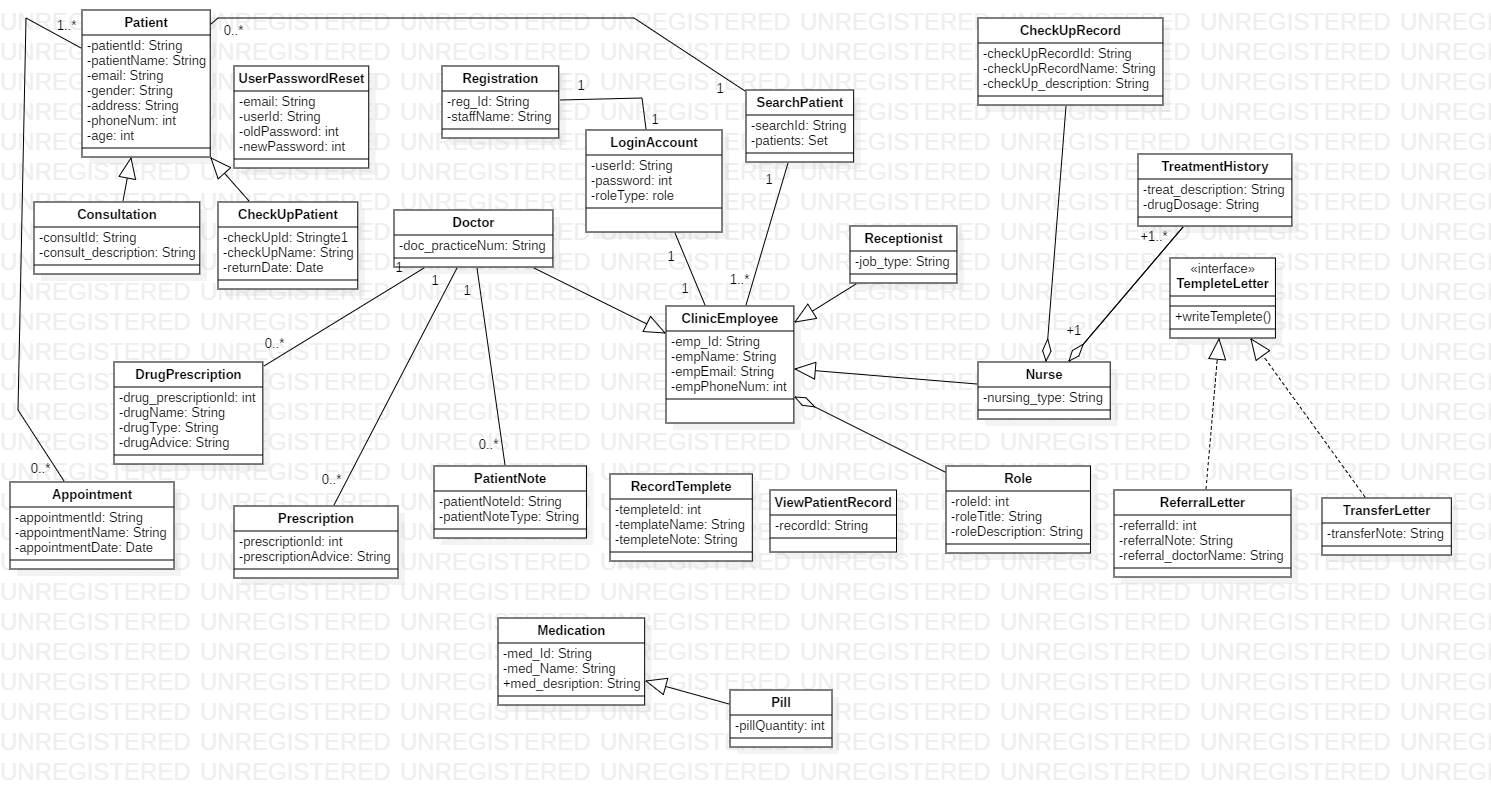 Patient
-patientId: String
-patientName: String
-email: String
-gender: String
-address: String
-phoneNum: int
-age: int
1..*
0..*
UserPasswordReset
-email: String
-userId: String
-oldPassword: int
-newPassword: int
Registration
-reg_Id: String
-staffName: String
1
1
LoginAccount
-userId: String
-password: int
-roleType: role
1
SearchPatient
-searchId: String
-patients: Set
1
CheckUpRecord
-checkUpRecordId: String
-checkUpRecordName: String
-checkUp_description: String
TreatmentHistory
-treat_description: String
-drugDosage: String
+1..*
Consultation
-consultId: String
-consult_description: String
CheckUpPatient
-checkUpId: Stringte1
-checkUpName: String
-returnDate: Date
Doctor
-doc_practiceNum: String
1
1
1
Receptionist
-job_type: String
1
1
1..*
«interface»
TempleteLetter
+writeTemplete()
ClinicEmployee
-emp_Id: String
-empName: String
-empEmail: String
-empPhoneNum: int
+1
Nurse
-nursing_type: String
0..*
DrugPrescription
-drug_prescriptionId: int
-drugName: String
-drugType: String
-drugAdvice: String
0..*
Appointment
-appointmentId: String
-appointmentName: String
-appointmentDate: Date
0..*
Prescription
-prescriptionId: int
-prescriptionAdvice: String
0..*
PatientNote
-patientNoteId: String
-patientNoteType: String
RecordTemplete
-templeteId: int
-templateName: String
-templeteNote: String
ViewPatientRecord
-recordId: String
Role
-roleId: int
-roleTitle: String
-roleDescription: String
ReferralLetter
-referralId: int
-referralNote: String
-referral_doctorName: String
TransferLetter
-transferNote: String
Medication
-med_Id: String
-med_Name: String
+med_desription: String
Pill
-pillQuantity: int
UNREGISTERED